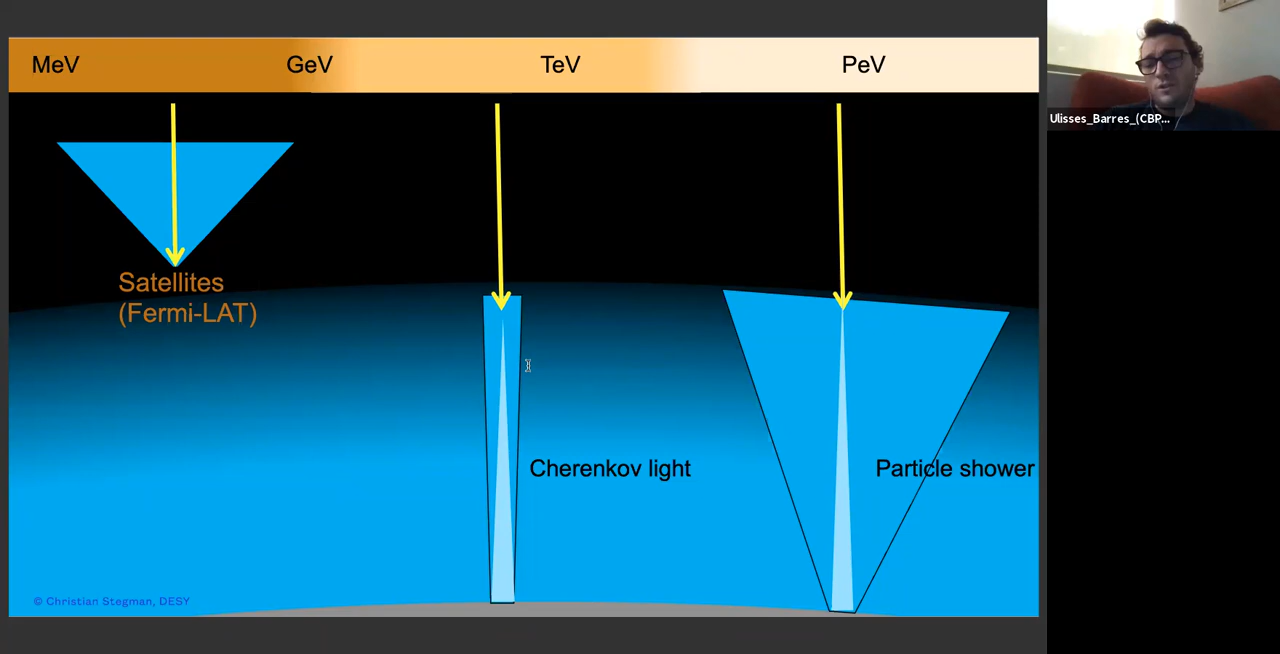 MeV GeV TeV PeV
Ulisses_Barres_(CBP...
Satellites
(Fermi-LAT)
Cherenkov light
Particle shower
© Christian Stegman, DESY